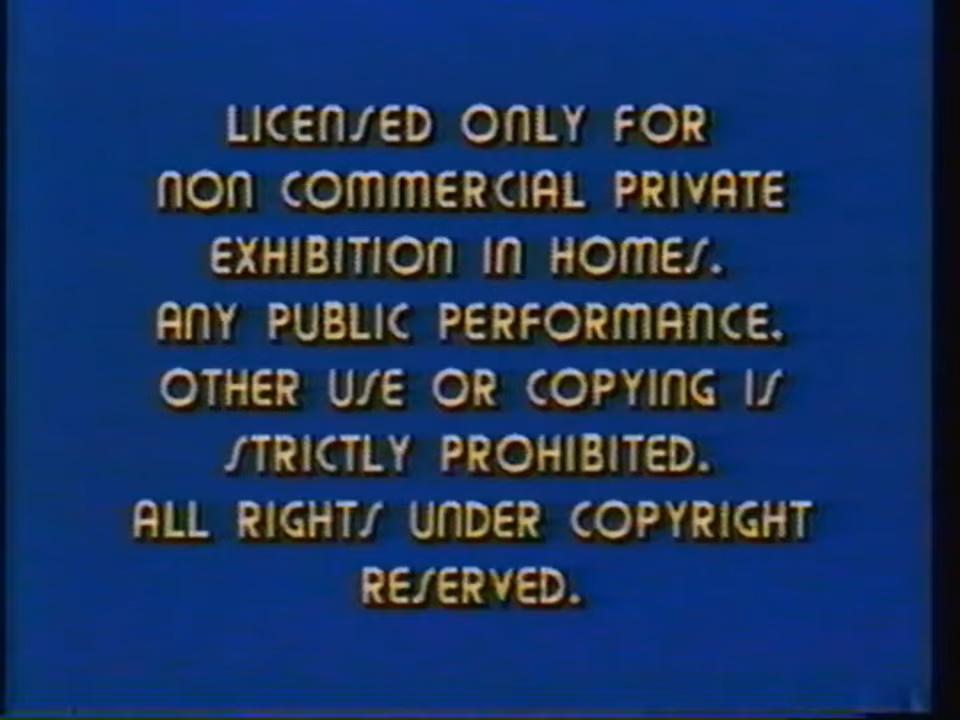 LICENSED ONLY FOR
NON COMMERCIAL PRIVATE
EXHIBITION IN HOMES.
ANY PUBLIC PERFORMANCE.
OTHER USE OR COPYING IS
STRICTLY PROHIBITED.
ALL RIGHTS UNDER COPYRIGHT
RESERVED.